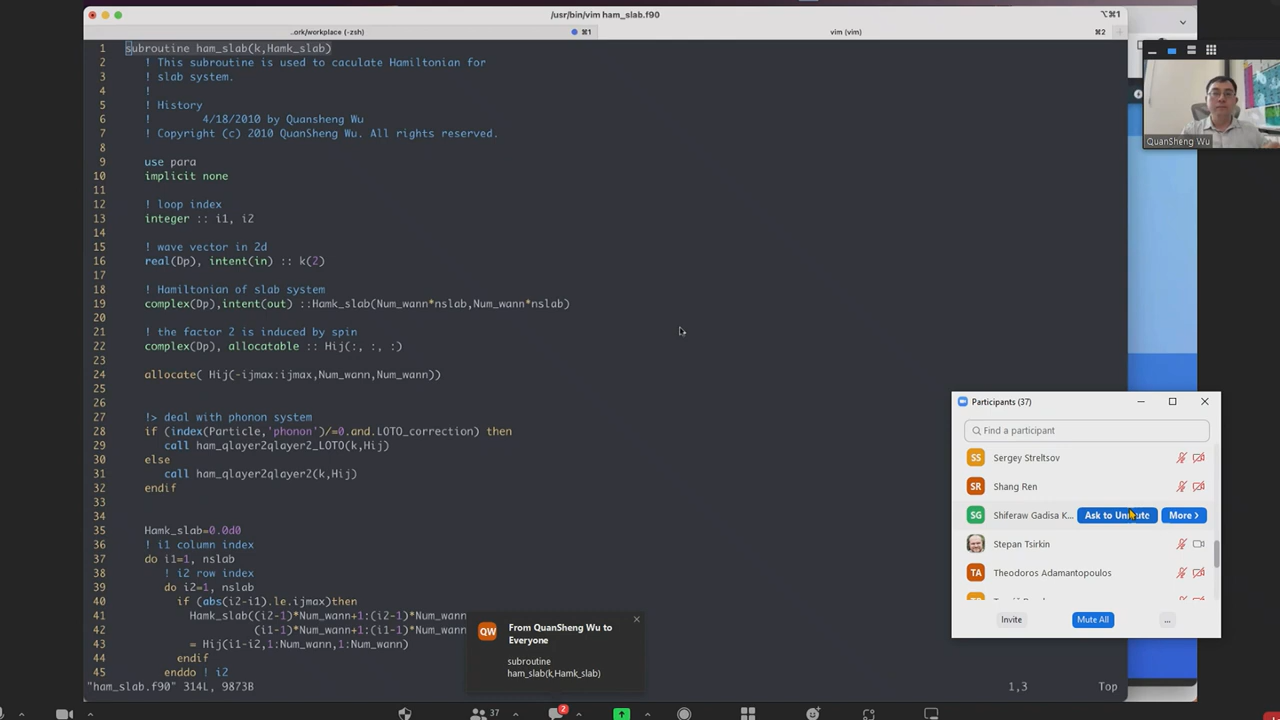 /usr/bin/vim ham_slab.f90
⌥⌘1
..ork/workplace (-zsh)
⌘1
vim (vim)
⌘2
1 subroutine ham_slab(k,Hamk_slab)
2 ! This subroutine is used to caculate Hamiltonian for
3 ! slab system.
4 !
5 ! History
6 ! 4/18/2010 by Quansheng Wu
7 ! Copyright (c) 2010 QuanSheng Wu. All rights reserved.
8
9 use para
10 implicit none
11
12 ! loop index
13 integer :: i1, i2
14
15 ! wave vector in 2d
16 real(Dp), intent(in) :: k(2)
17
18 ! Hamiltonian of slab system
19 complex(Dp),intent(out) ::Hamk_slab(Num_wann*nslab,Num_wann*nslab)
20
21 ! the factor 2 is induced by spin
22 complex(Dp), allocatable :: Hij(:, :, :)
23
24 allocate( Hij(-ijmax:ijmax,Num_wann,Num_wann))
25
26
27 !> deal with phonon system
28 if (index(Particle,'phonon')/=0.and.LOTO_correction) then
29 call ham_qlayer2qlayer2_LOTO(k,Hij)
30 else
31 call ham_qlayer2qlayer2(k,Hij)
32 endif
33
34
35 Hamk_slab=0.0d0
36 ! i1 column index
37 do i1=1, nslab
38 ! i2 row index
39 do i2=1, nslab
40 if (abs(i2-i1).le.ijmax)then
41 Hamk_slab((i2-1)*Num_wann+1:(i2-1)*Num_wann
42 (i1-1)*Num_wann+1:(i1-1)*Num_wann
43 = Hij(i1-i2,1:Num_wann,1:Num_wann)
44 endif
45 enddo ! i2
"ham_slab.f90" 314L, 9873B
1,3
Top
QuanSheng Wu
Participants (37)
Find a participant
SS Sergey Streltsov
SR Shang Ren
SG Shiferaw Gadisa K... Ask to Unmute More >
Stepan Tsirkin
TA Theodoros Adamantopoulos
Invite
Mute All
...
QW From QuanSheng Wu to
Everyone
subroutine
ham_slab(k,Hamk_slab)
37
2